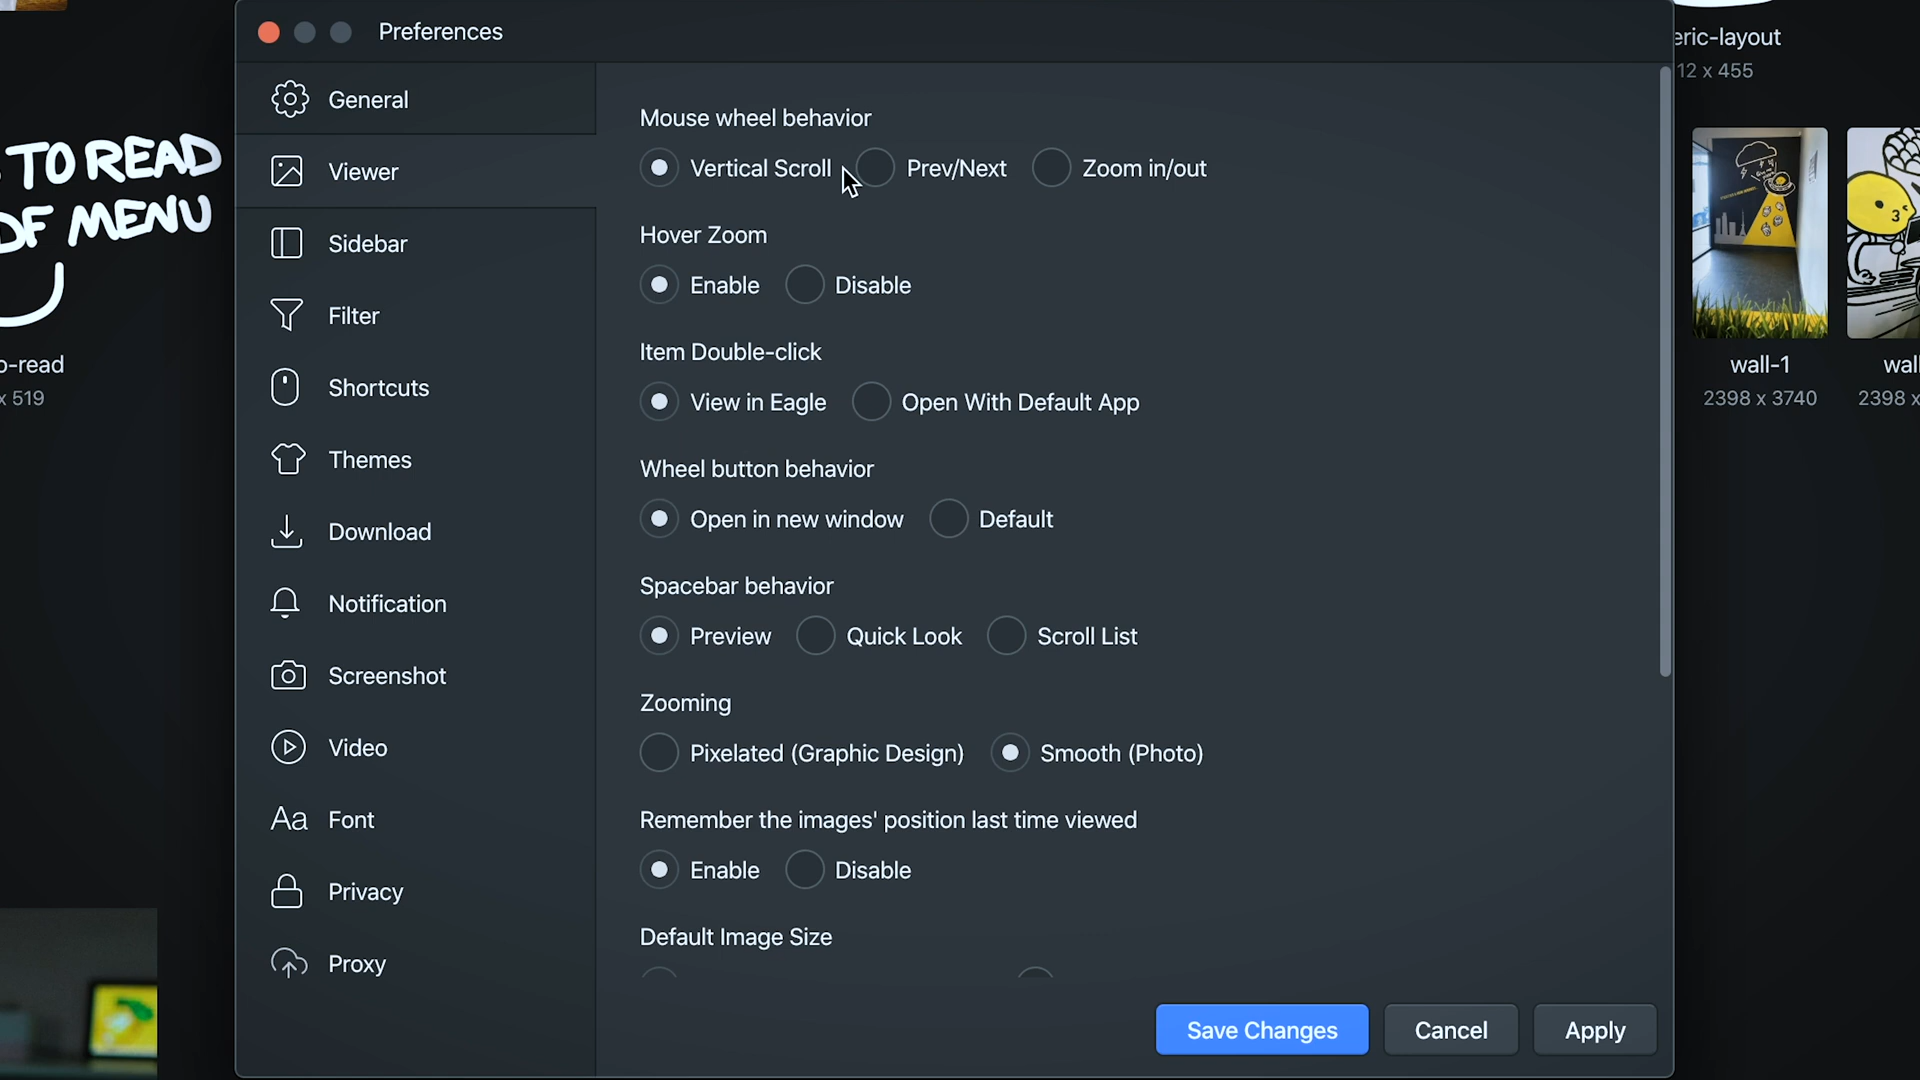 Preferences
General
Viewer
Sidebar
Filter
Shortcuts
Themes
Download
Notification
Screenshot
Video
Font
Privacy
Proxy
Mouse wheel behavior
Vertical Scroll Prev/Next Zoom in/out
Hover Zoom
Enable Disable
Item Double-click
View in Eagle Open With Default App
Wheel button behavior
Open in new window Default
Spacebar behavior
Preview Quick Look Scroll List
Zooming
Pixelated (Graphic Design) Smooth (Photo)
Remember the images' position last time viewed
Enable Disable
Default Image Size
Save Changes Cancel Apply
TO READ
OF MENU
o-read
x 519
eric-layout
12 x 455
wall-1
2398 x 3740
wal
2398 x